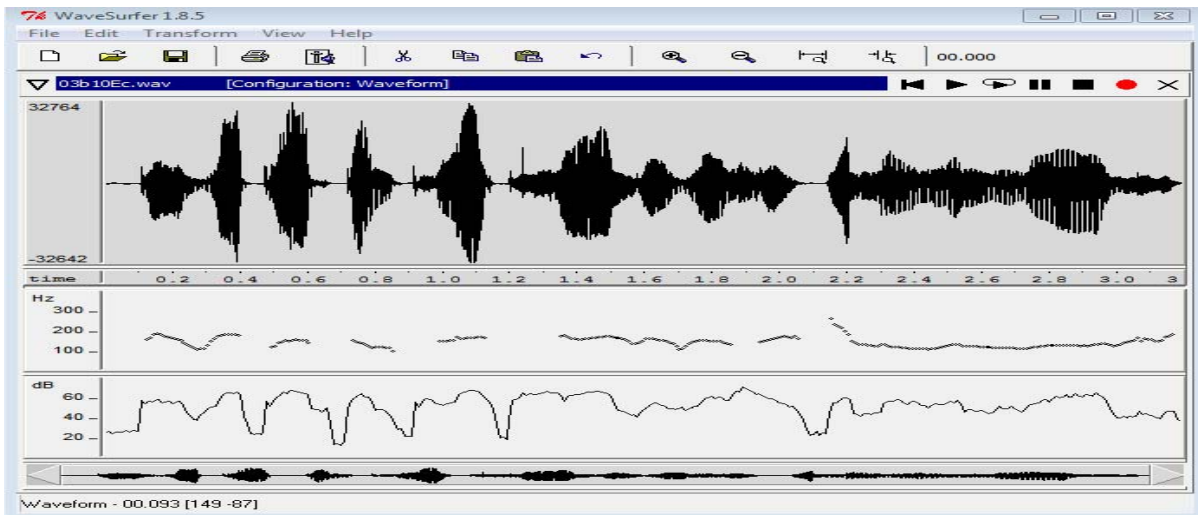 WaveSurfer 1.8.5
File Edit Transform View Help
00.000
03b10Ec.wav [Configuration: Waveform]
32764
-32642
time 0.2 0.4 0.6 0.8 1.0 1.2 1.4 1.6 1.8 2.0 2.2 2.4 2.6 2.8 3.0 3
Hz
300
200
100
dB
60
40
20
Waveform - 00.093 [149 -87]